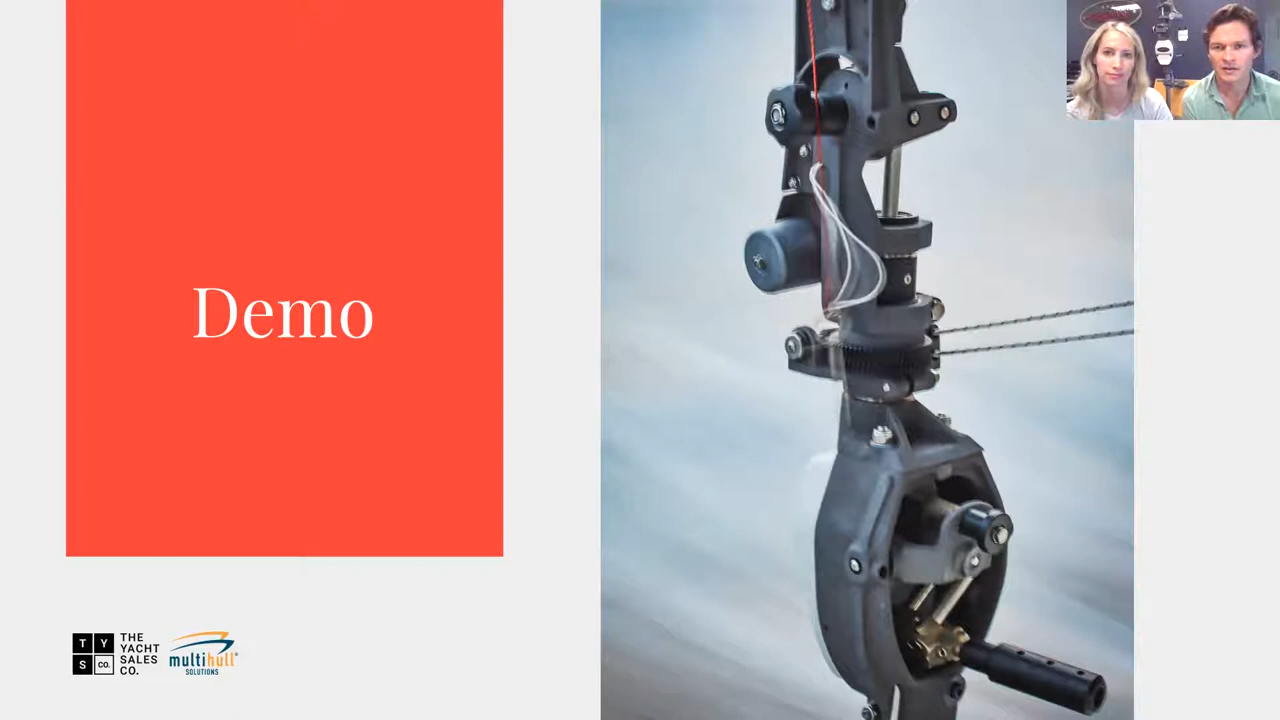 Demo
T Y
S CO.
THE
YACHT
SALES
CO.
multihull
SOLUTIONS